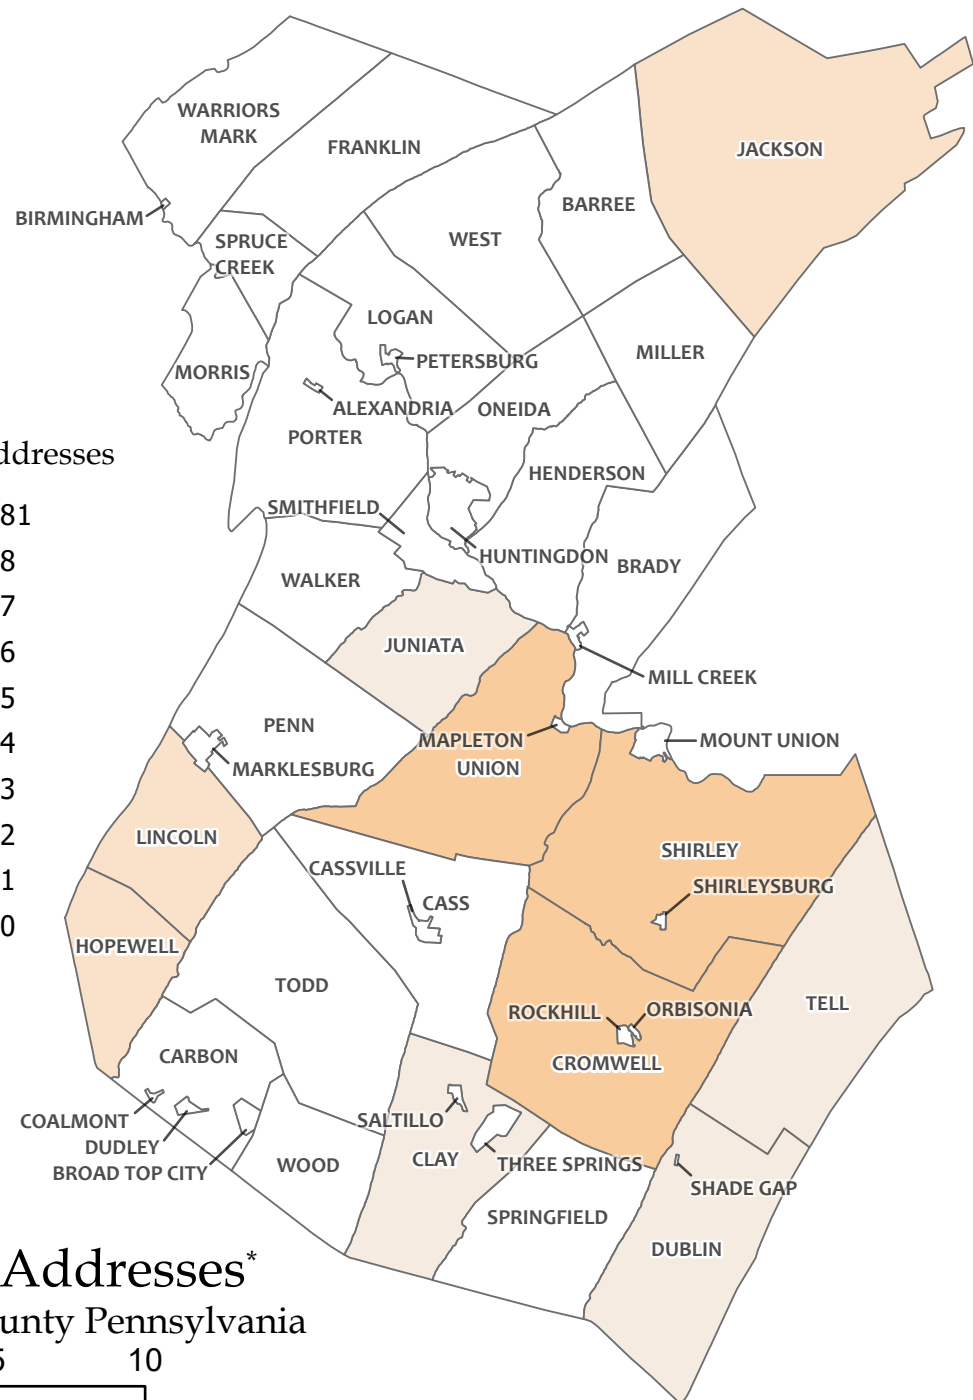 WARRIORS
MARK
FRANKLIN
JACKSON
BIRMINGHAM
BARREE
SPRUCE
CREEK
WEST
LOGAN
MORRIS
PETERSBURG
MILLER
ALEXANDRIA
ONEIDA
PORTER
ddresses
HENDERSON
SMITHFIELD
81
HUNTINGDON
BRADY
8
WALKER
7
JUNIATA
6
MILL CREEK
5
PENN
4
MAPLETON
MOUNT UNION
UNION
MARKLESBURG
3
LINCOLN
2
SHIRLEY
CASSVILLE
1
SHIRLEYSBURG
CASS
0
HOPEWELL
TODD
TELL
ROCKHILL
ORBISONIA
CARBON
CROMWELL
COALMONT
SALTILLO
DUDLEY
BROAD TOP CITY
WOOD
CLAY
THREE SPRINGS
SHADE GAP
SPRINGFIELD
DUBLIN
Addresses*
unty Pennsylvania
5 10